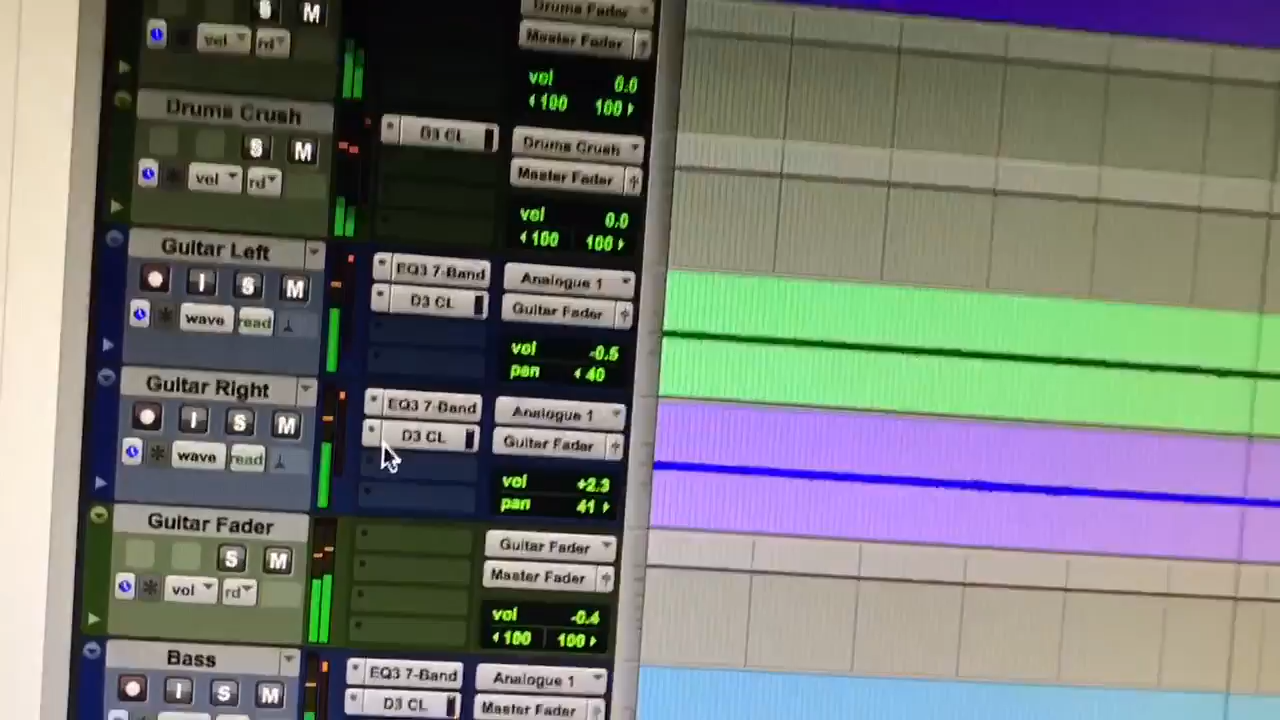 Drums Fader
S M
Master Fader
vol rd
vol 0.0
100 100
Drums Crush
D3 CL
Drums Crush
S M
Master Fader
vol rd
vol 0.0
100 100
Guitar Left
EQ3 7-Band
Analogue 1
I S M
D3 CL
Guitar Fader
wave read
vol -0.5
pan 40
Guitar Right
EQ3 7-Band
Analogue 1
I S M
D3 CL
Guitar Fader
wave read
vol +2.3
pan 41
Guitar Fader
Guitar Fader
S M
Master Fader
vol rd
vol -0.4
100 100
Bass
EQ3 7-Band
Analogue 1
I S M
D3 CL
Master Fader